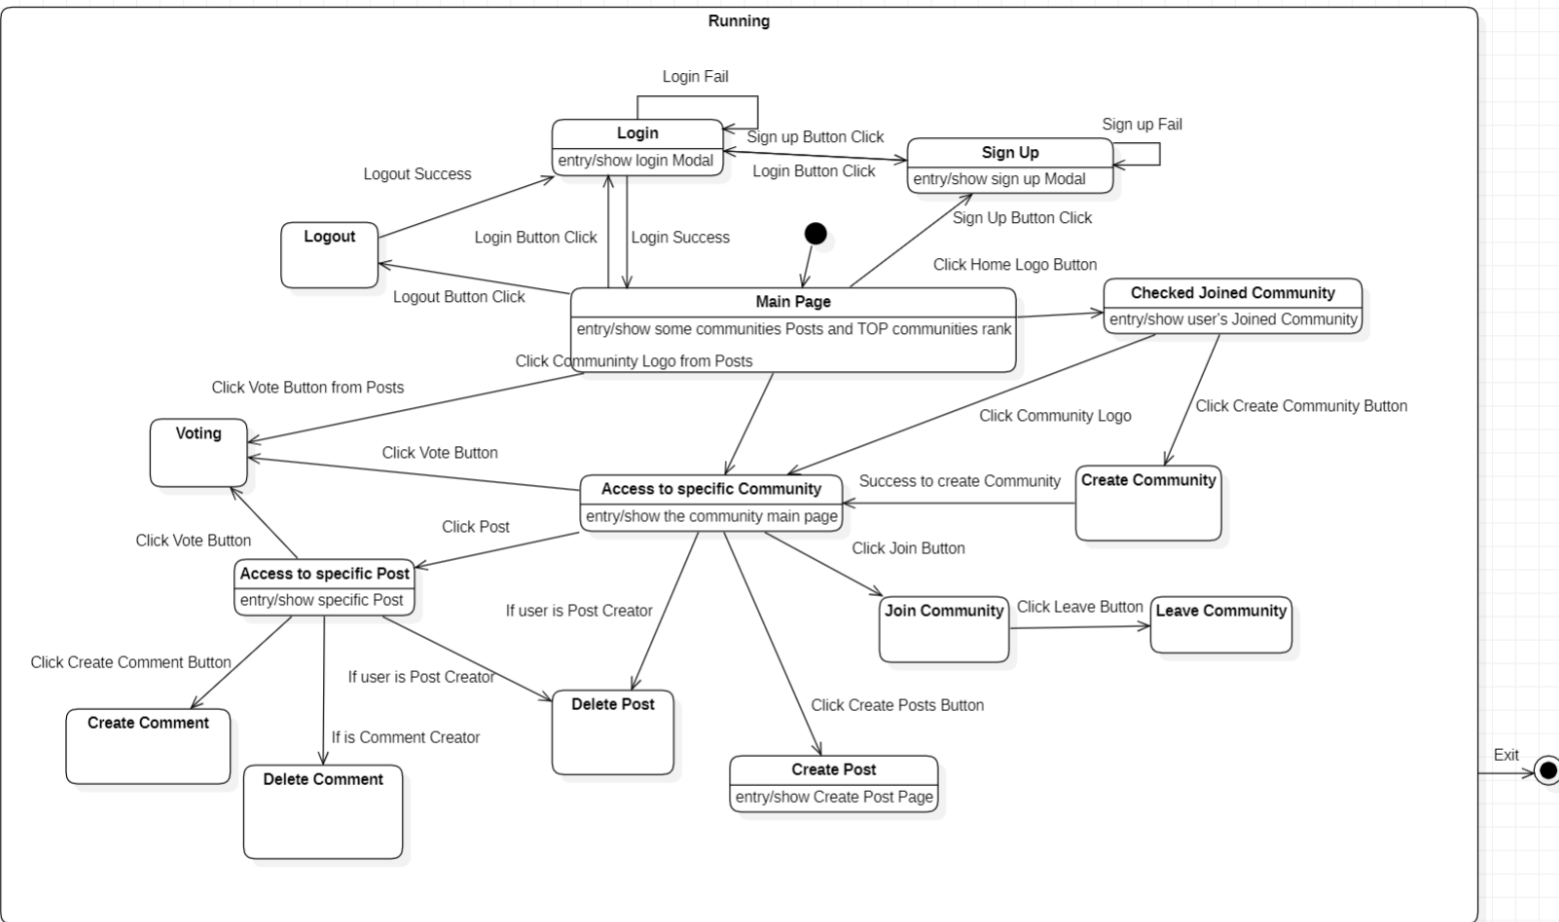 Running
Login Fail
Login
entry/show login Modal
Sign up Button Click
Login Button Click
Sign up Fail
Sign Up
entry/show sign up Modal
Logout Success
Logout
Login Button Click
Login Success
Sign Up Button Click
Logout Button Click
Click Home Logo Button
Main Page
entry/show some communities Posts and TOP communities rank
Checked Joined Community
entry/show user's Joined Community
Click Communinty Logo from Posts
Click Vote Button from Posts
Click Community Logo
Click Create Community Button
Voting
Click Vote Button
Access to specific Community
entry/show the community main page
Success to create Community
Create Community
Click Post
Click Vote Button
Click Join Button
Access to specific Post
entry/show specific Post
If user is Post Creator
Join Community
Click Leave Button
Leave Community
Click Create Comment Button
If user is Post Creator
Create Comment
If is Comment Creator
Delete Post
Click Create Posts Button
Delete Comment
Create Post
entry/show Create Post Page
Exit